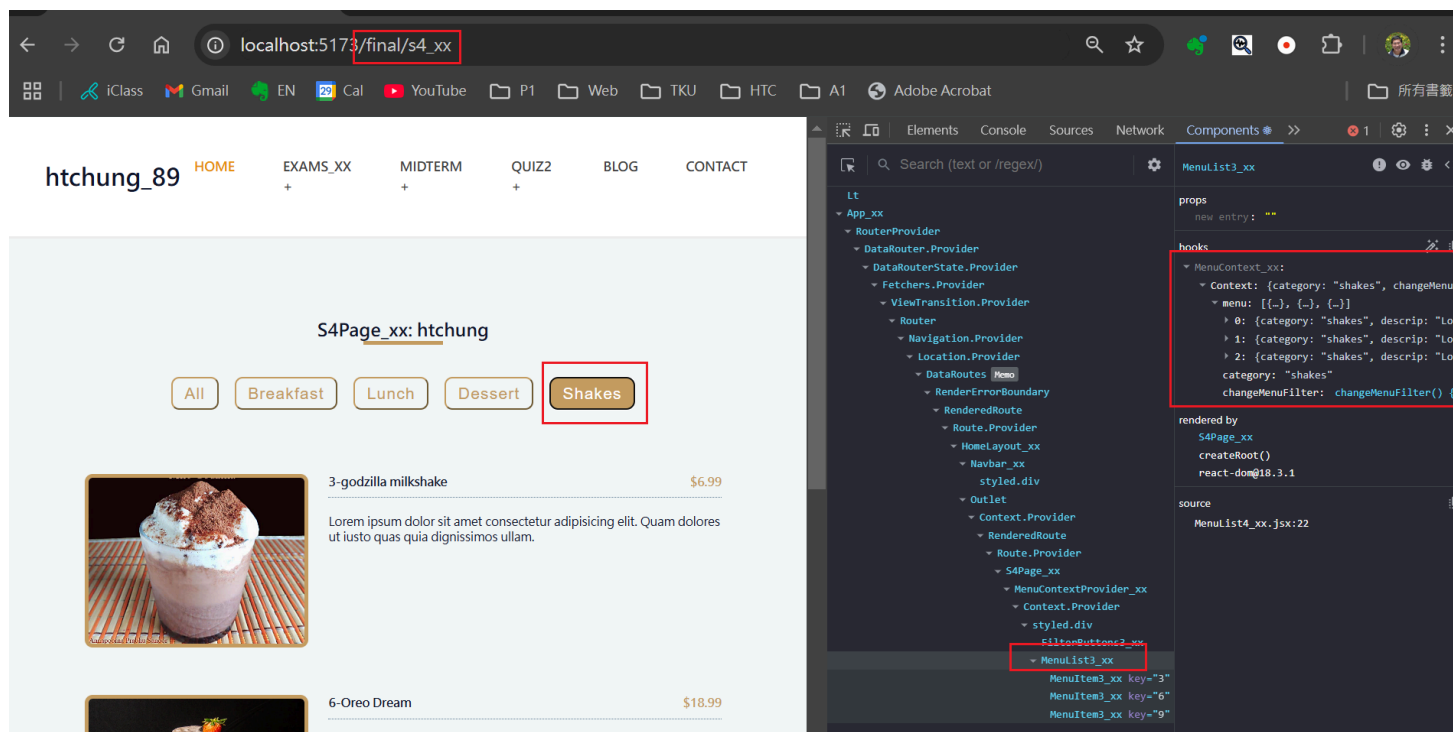 localhost:5173/final/s4_xx
iClass Gmail EN 29 Cal YouTube P1 Web TKU HTC A1 Adobe Acrobat 所有書籤
htchung_89
HOME EXAMS_XX MIDTERM QUIZ2 BLOG CONTACT
+ + +
S4Page_xx: htchung
All Breakfast Lunch Dessert Shakes
3-godzilla milkshake $6.99
Lorem ipsum dolor sit amet consectetur adipisicing elit. Quam dolores
ut iusto quas quia dignissimos ullam.
6-Oreo Dream $18.99
Elements Console Sources Network Components 1
Search (text or /regex/)
Lt
App_xx
RouterProvider
DataRouter.Provider
DataRouterState.Provider
Fetchers.Provider
ViewTransition.Provider
Router
Navigation.Provider
Location.Provider
DataRoutes Memo
RenderErrorBoundary
RenderedRoute
Route.Provider
HomeLayout_xx
Navbar_xx
styled.div
Outlet
Context.Provider
RenderedRoute
Route.Provider
S4Page_xx
MenuContextProvider_xx
Context.Provider
styled.div
FilterButtons3_xx
MenuList3_xx
MenuItem3_xx key="3"
MenuItem3_xx key="6"
MenuItem3_xx key="9"
MenuList3_xx
props
new entry: ""
hooks
MenuContext_xx:
Context: {category: "shakes", changeMenu
menu: [{…}, {…}, {…}]
0: {category: "shakes", descrip: "Lo
1: {category: "shakes", descrip: "Lo
2: {category: "shakes", descrip: "Lo
category: "shakes"
changeMenuFilter: changeMenuFilter() {
rendered by
S4Page_xx
createRoot()
react-dom@18.3.1
source
MenuList4_xx.jsx:22